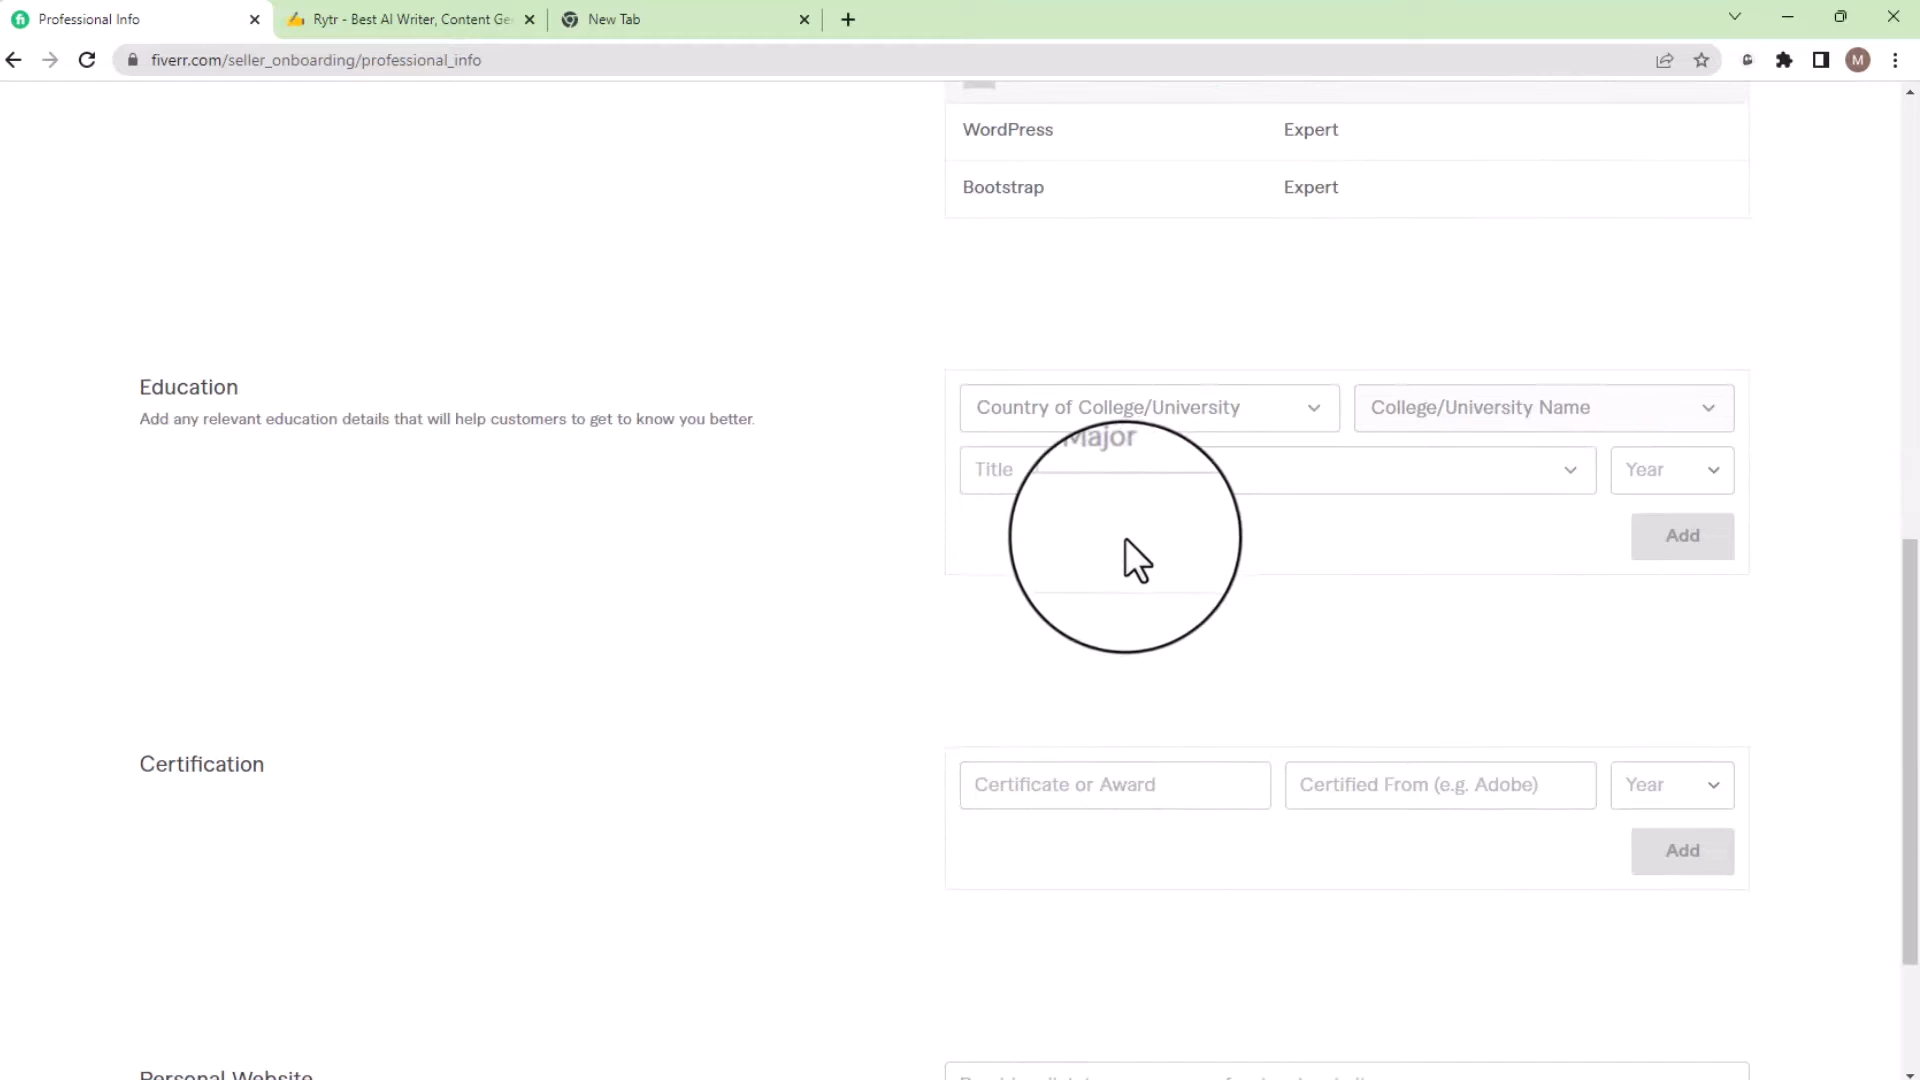 Professional Info
Rytr - Best AI Writer, Content Ge
New Tab
fiverr.com/seller_onboarding/professional_info
M
WordPress Expert
Bootstrap Expert
Education
Add any relevant education details that will help customers to get to know you better.
Country of College/University
College/University Name
Title
Major
Year
Add
Certification
Certificate or Award
Certified From (e.g. Adobe)
Year
Add
Personal Website